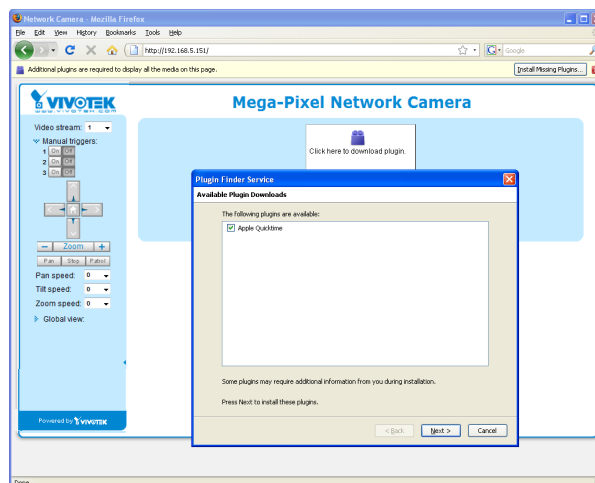 Network Camera - Mozilla Firefox
File Edit View History Bookmarks Tools Help
http://192.168.5.151/
Google
Additional plugins are required to display all the media on this page.
Install Missing Plugins...
VIVOTEK
www.vivotek.com
Mega-Pixel Network Camera
Video stream: 1
Manual triggers:
1 On Off
2 On Off
3 On Off
Click here to download plugin.
− Zoom +
Pan Stop Patrol
Pan speed: 0
Tilt speed: 0
Zoom speed: 0
Global view:
Powered by VIVOTEK
Plugin Finder Service
Available Plugin Downloads
The following plugins are available:
Apple Quicktime
Some plugins may require additional information from you during installation.
Press Next to install these plugins.
< Back Next > Cancel
Done